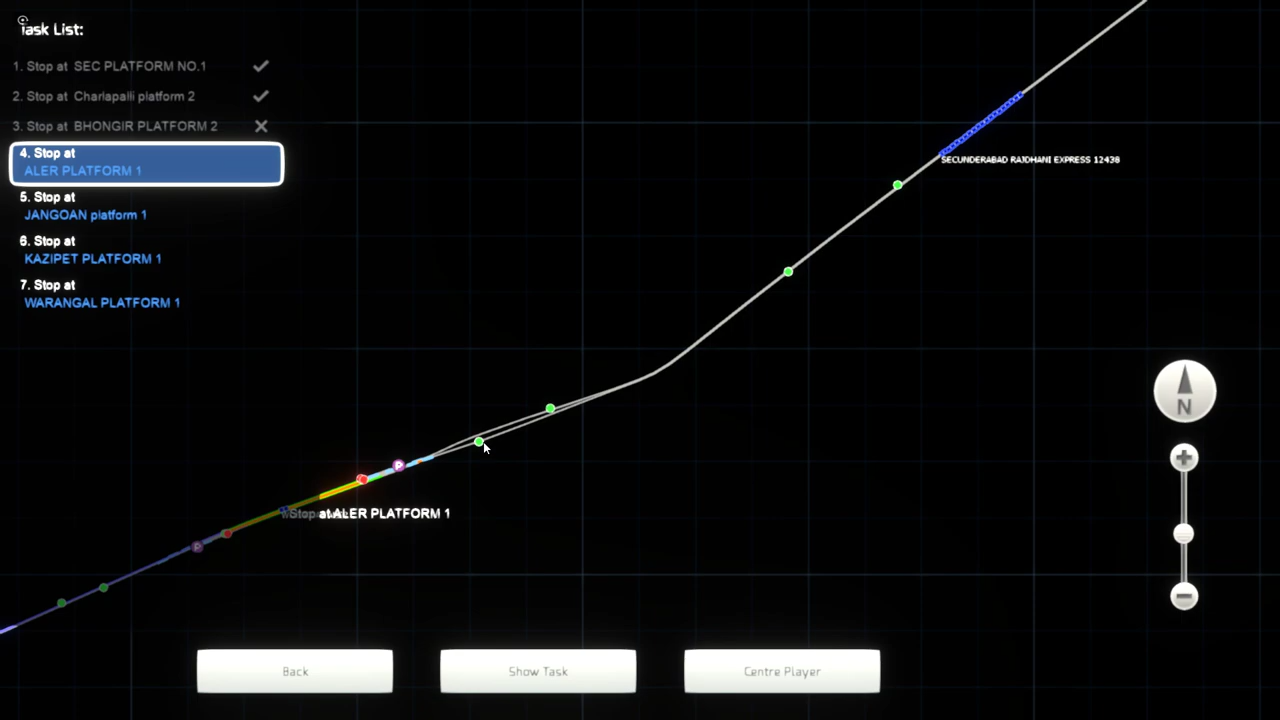 Task List:
1. Stop at SEC PLATFORM NO.1
2. Stop at Charlapalli platform 2
3. Stop at BHONGIR PLATFORM 2
4. Stop at
ALER PLATFORM 1
5. Stop at
JANGOAN platform 1
6. Stop at
KAZIPET PLATFORM 1
7. Stop at
WARANGAL PLATFORM 1
SECUNDERABAD RAJDHANI EXPRESS 12438
P
Stop at ALER PLATFORM 1
P
N
Back
Show Task
Centre Player